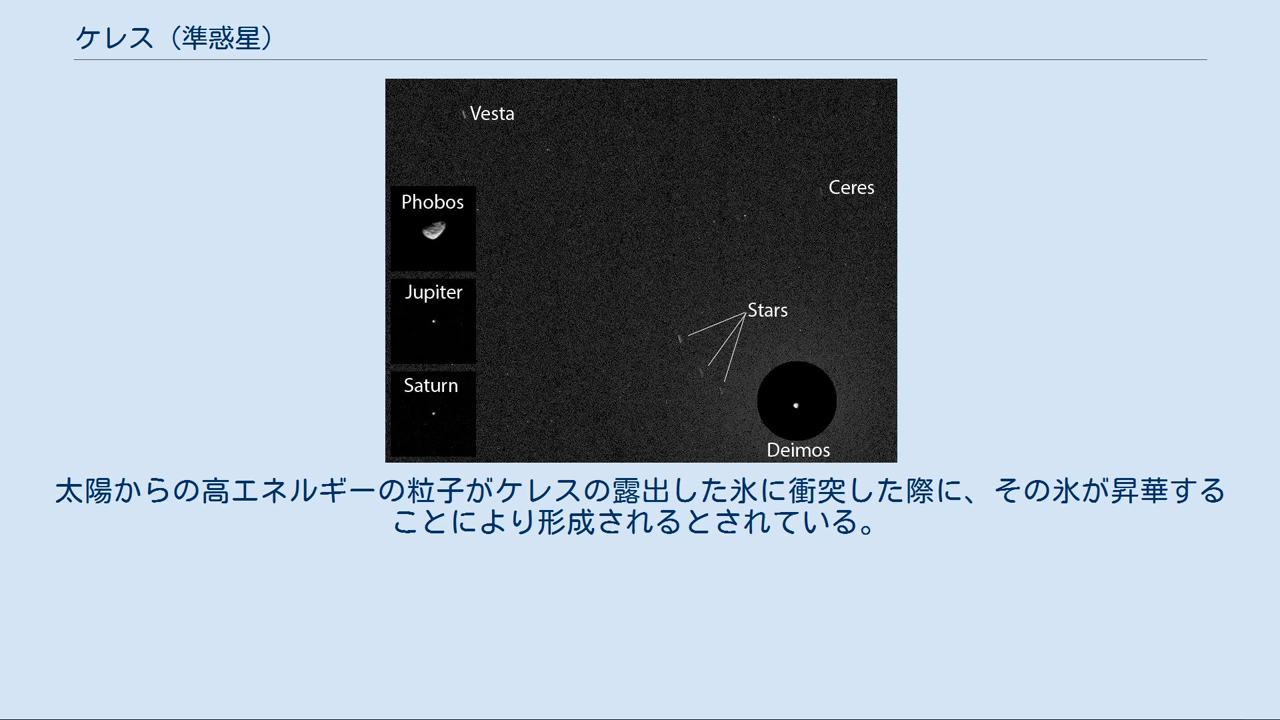 ケレス（準惑星）
Vesta
Ceres
Phobos
Jupiter
Stars
Saturn
Deimos
太陽からの高エネルギーの粒子がケレスの露出した氷に衝突した際に、その氷が昇華する
ことにより形成されるとされている。